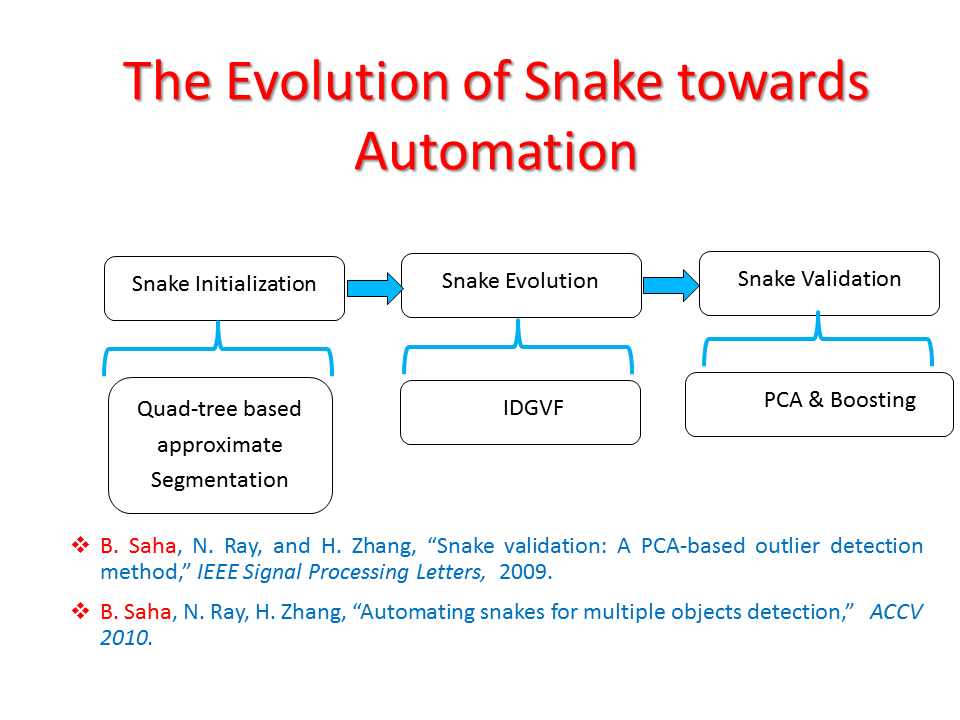 The Evolution of Snake towards
Automation
Snake Initialization
Snake Evolution
Snake Validation
Quad-tree based
approximate
Segmentation
IDGVF
PCA & Boosting
❖ B. Saha, N. Ray, and H. Zhang, “Snake validation: A PCA-based outlier detection
method,” IEEE Signal Processing Letters, 2009.
❖ B. Saha, N. Ray, H. Zhang, “Automating snakes for multiple objects detection,” ACCV
2010.